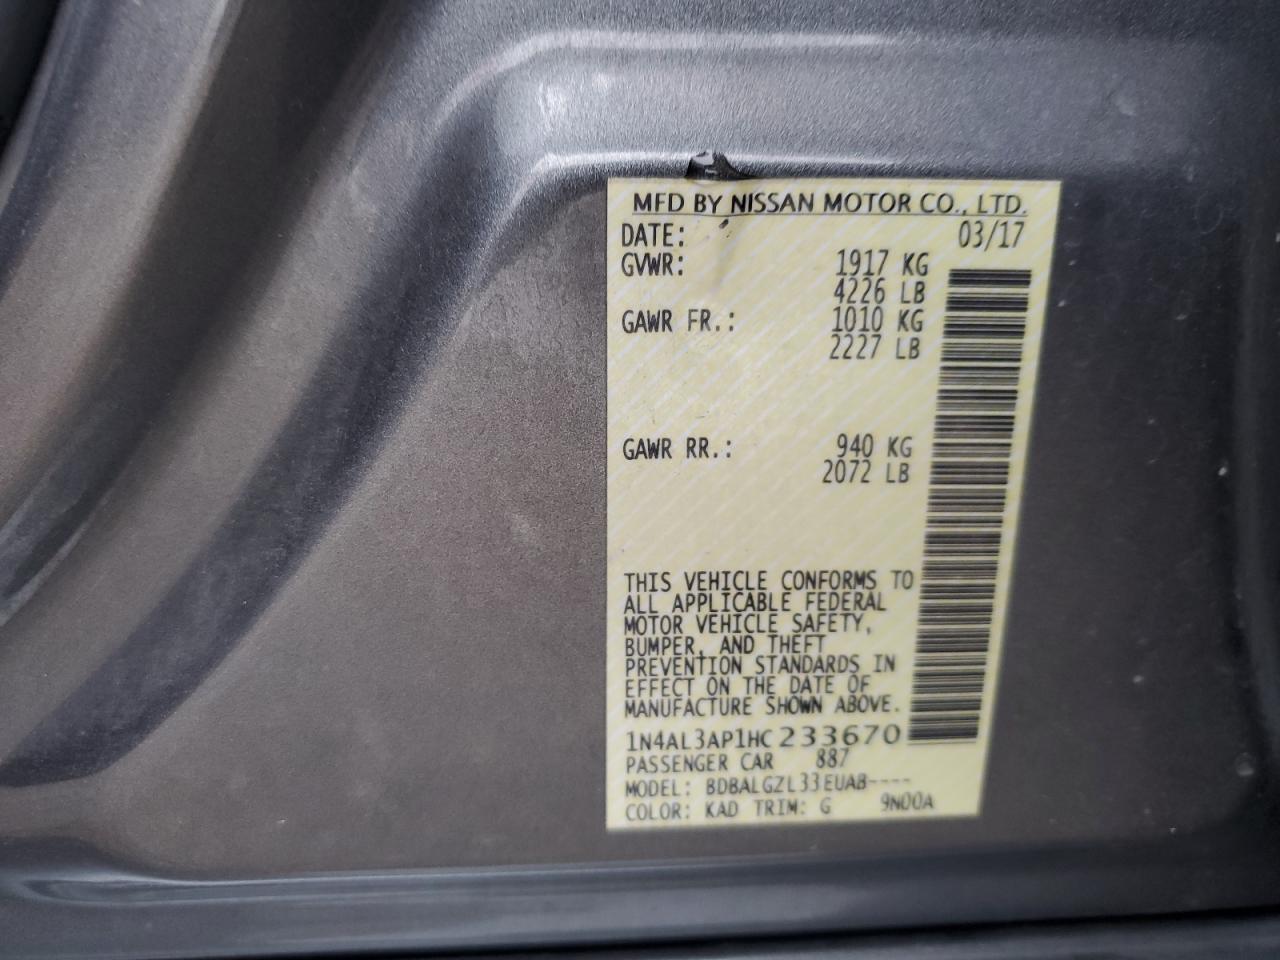 MFD BY NISSAN MOTOR CO., LTD.
DATE: 03/17
GVWR: 1917 KG
4226 LB
GAWR FR.: 1010 KG
2227 LB
GAWR RR.: 940 KG
2072 LB
THIS VEHICLE CONFORMS TO
ALL APPLICABLE FEDERAL
MOTOR VEHICLE SAFETY,
BUMPER, AND THEFT
PREVENTION STANDARDS IN
EFFECT ON THE DATE OF
MANUFACTURE SHOWN ABOVE.
1N4AL3AP1HC233670
PASSENGER CAR 887
MODEL: BDBALGZL33EUAB----
COLOR: KAD TRIM: G 9N00A